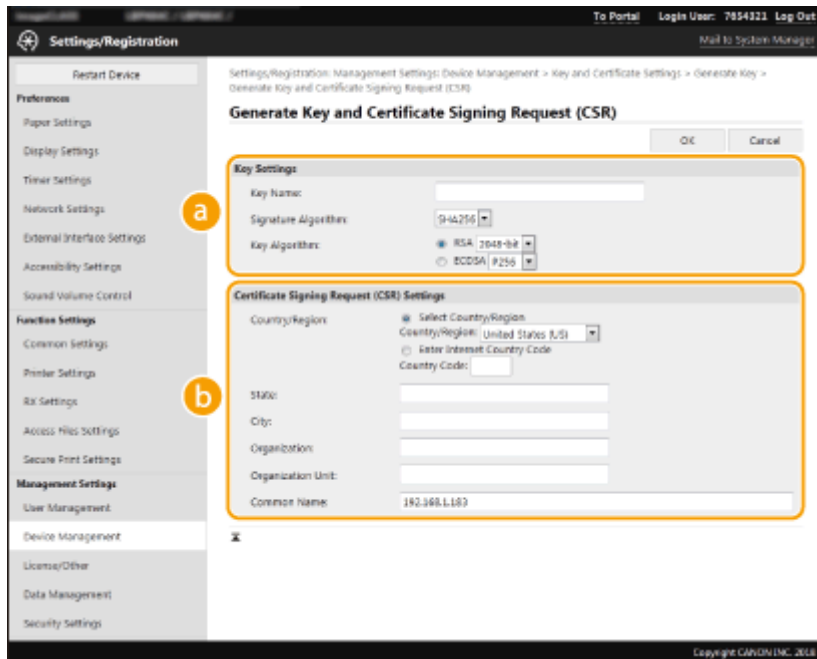 To Portal Login User: 7654321 Log Out
Settings/Registration
Mail to System Manager
Restart Device
Preferences
Paper Settings
Display Settings
Timer Settings
Network Settings
External Interface Settings
Accessibility Settings
Sound Volume Control
Function Settings
Common Settings
Printer Settings
RX Settings
Access Files Settings
Secure Print Settings
Management Settings
User Management
Device Management
License/Other
Data Management
Security Settings
Settings/Registration: Management Settings: Device Management > Key and Certificate Settings > Generate Key >
Generate Key and Certificate Signing Request (CSR)
Generate Key and Certificate Signing Request (CSR)
OK Cancel
a
Key Settings
Key Name:
Signature Algorithm: SHA256
Key Algorithm: RSA 2048-bit
ECDSA P256
b
Certificate Signing Request (CSR) Settings
Country/Region: Select Country/Region
Country/Region: United States (US)
Enter Internet Country Code
Country Code:
State:
City:
Organization:
Organization Unit:
Common Name: 192.168.1.183
Copyright CANON INC. 2018